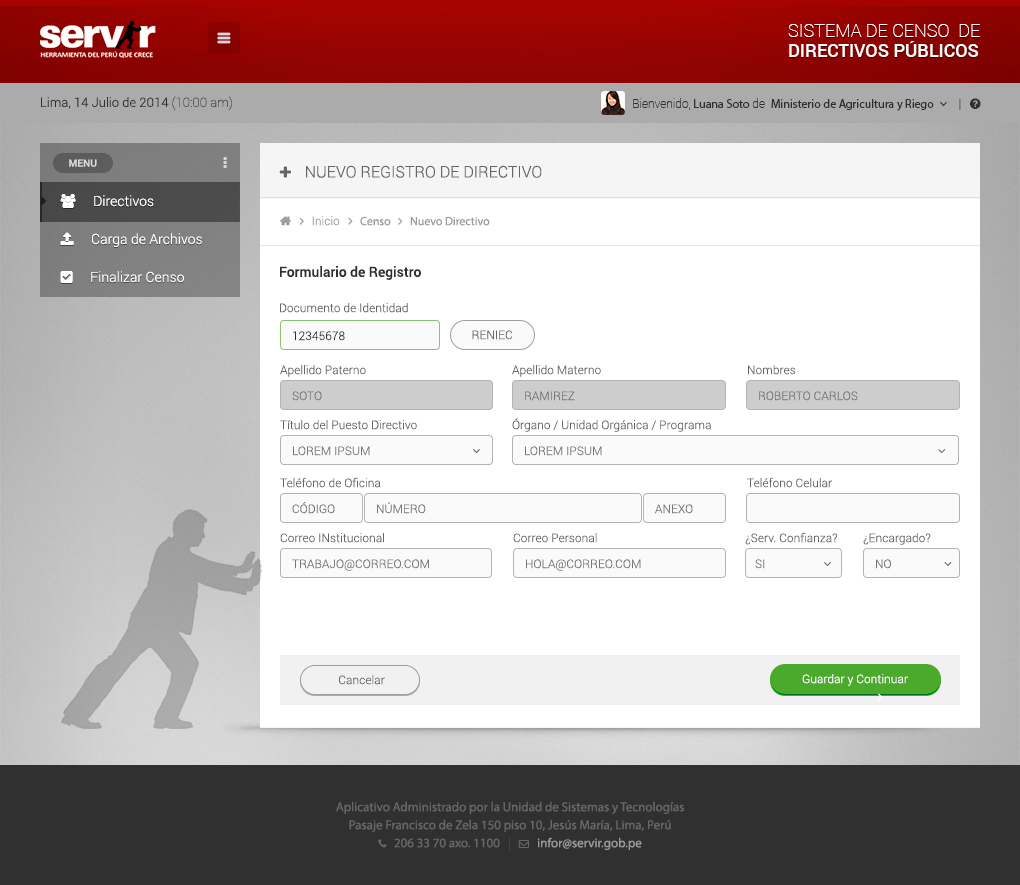 servir
HERRAMIENTA DEL PERÚ QUE CRECE
SISTEMA DE CENSO DE
DIRECTIVOS PÚBLICOS
Lima, 14 Julio de 2014 (10:00 am)
Bienvenido, Luana Soto de Ministerio de Agricultura y Riego | ?
MENU
Directivos
Carga de Archivos
Finalizar Censo
+ NUEVO REGISTRO DE DIRECTIVO
> Inicio > Censo > Nuevo Directivo
Formulario de Registro
Documento de Identidad
12345678 RENIEC
Apellido Paterno Apellido Materno Nombres
SOTO RAMIREZ ROBERTO CARLOS
Título del Puesto Directivo Órgano / Unidad Orgánica / Programa
LOREM IPSUM LOREM IPSUM
Teléfono de Oficina Teléfono Celular
CÓDIGO NÚMERO ANEXO
Correo INstitucional Correo Personal ¿Serv. Confianza? ¿Encargado?
TRABAJO@CORREO.COM HOLA@CORREO.COM SI NO
Cancelar Guardar y Continuar
Aplicativo Administrado por la Unidad de Sistemas y Tecnologías
Pasaje Francisco de Zela 150 piso 10, Jesús María, Lima, Perú
206 33 70 axo. 1100 | infor@servir.gob.pe